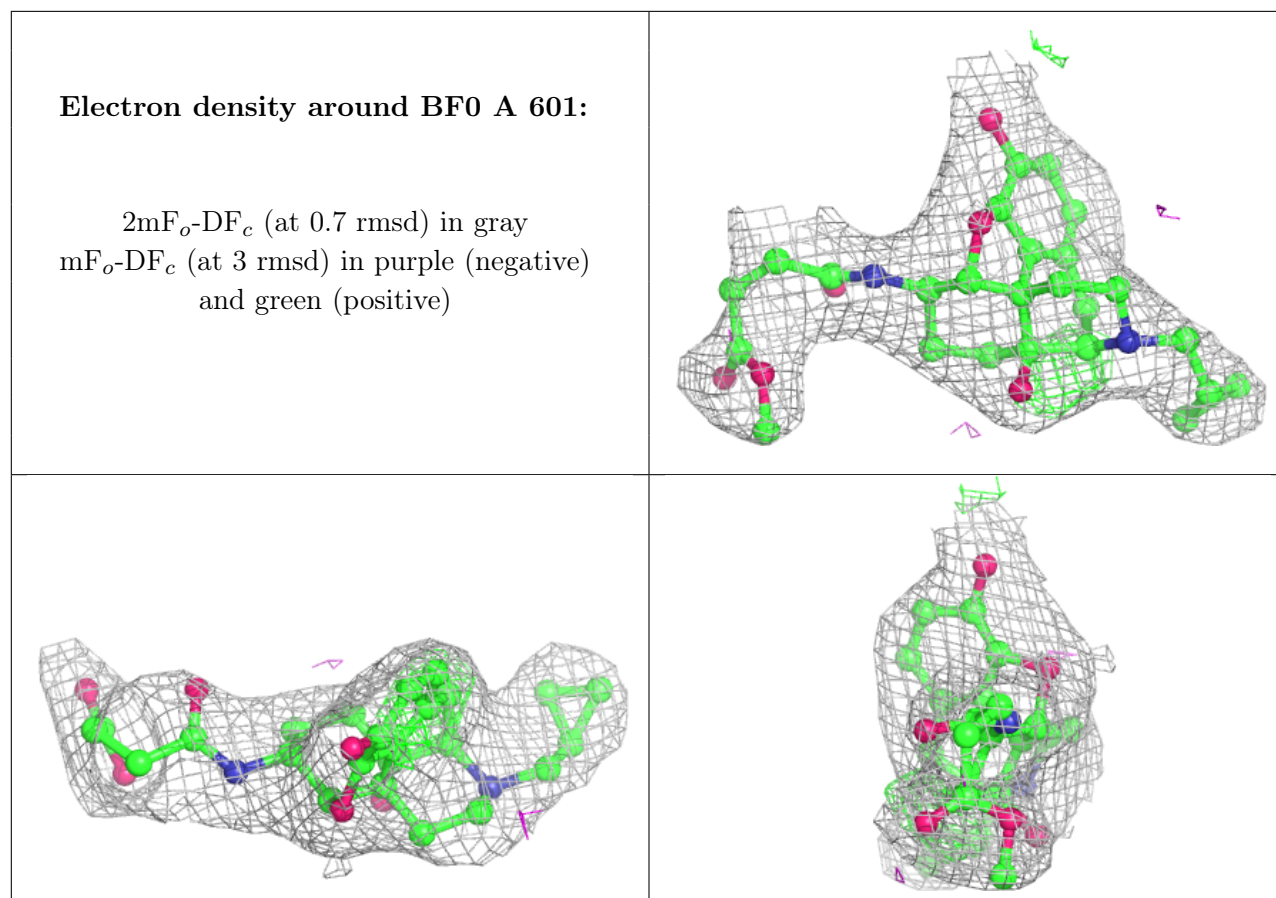 Electron density around BF0 A 601:
2mFo-DFc (at 0.7 rmsd) in gray
mFo-DFc (at 3 rmsd) in purple (negative)
and green (positive)